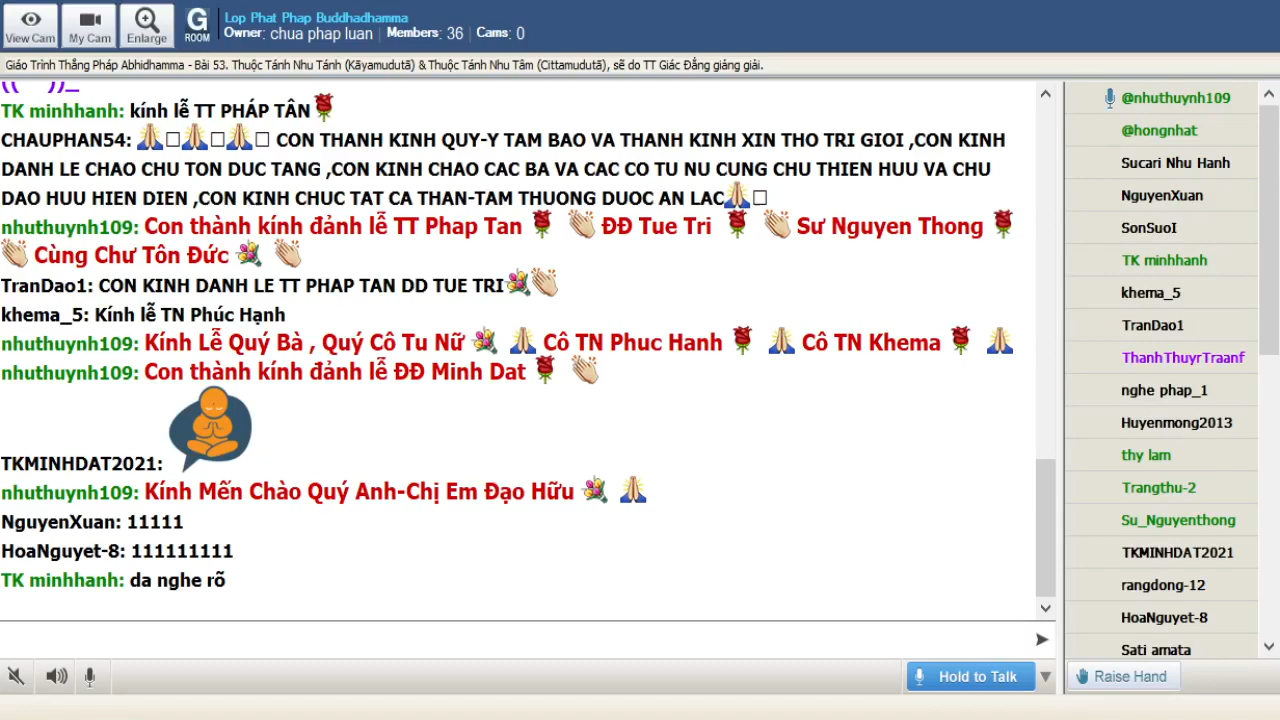 View Cam
My Cam
Enlarge
G
ROOM
Lop Phat Phap Buddhadhamma
Owner: chua phap luan | Members: 36 | Cams: 0
Giáo Trình Thắng Pháp Abhidhamma - Bài 53. Thuộc Tánh Nhu Tánh (Kāyamudutā) & Thuộc Tánh Nhu Tâm (Cittamudutā), sẽ do TT Giác Đẳng giảng giải.
TK minhhanh: kính lễ TT PHÁP TÂN🌹
CHAUPHAN54: 🙏□🙏□🙏□ CON THANH KINH QUY-Y TAM BAO VA THANH KINH XIN THO TRI GIOI ,CON KINH
DANH LE CHAO CHU TON DUC TANG ,CON KINH CHAO CAC BA VA CAC CO TU NU CUNG CHU THIEN HUU VA CHU
DAO HUU HIEN DIEN ,CON KINH CHUC TAT CA THAN-TAM THUONG DUOC AN LAC🙏□
nhuthuynh109: Con thành kính đảnh lễ TT Phap Tan 🌹 👏 ĐĐ Tue Tri 🌹 👏 Sư Nguyen Thong 🌹
👏 Cùng Chư Tôn Đức 💐 👏
TranDao1: CON KINH DANH LE TT PHAP TAN DD TUE TRI💐👏
khema_5: Kính lễ TN Phúc Hạnh
nhuthuynh109: Kính Lễ Quý Bà , Quý Cô Tu Nữ 💐 🙏 Cô TN Phuc Hanh 🌹 🙏 Cô TN Khema 🌹 🙏
nhuthuynh109: Con thành kính đảnh lễ ĐĐ Minh Dat 🌹 👏
TKMINHDAT2021:
nhuthuynh109: Kính Mến Chào Quý Anh-Chị Em Đạo Hữu 💐 🙏
NguyenXuan: 11111
HoaNguyet-8: 111111111
TK minhhanh: da nghe rõ
Hold to Talk
@nhuthuynh109
@hongnhat
Sucari Nhu Hanh
NguyenXuan
SonSuoI
TK minhhanh
khema_5
TranDao1
ThanhThuyrTraanf
nghe phap_1
Huyenmong2013
thy lam
Trangthu-2
Su_Nguyenthong
TKMINHDAT2021
rangdong-12
HoaNguyet-8
Sati amata
Raise Hand